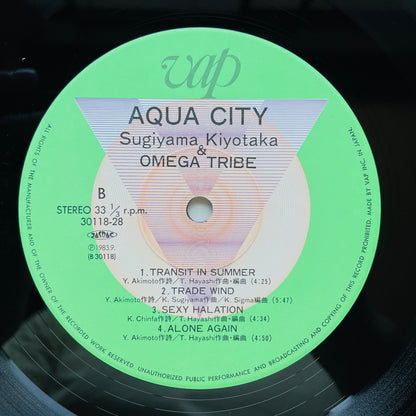 vap
AQUA CITY
Sugiyama Kiyotaka
&
OMEGA TRIBE
B
STEREO 33 1/3 r.p.m.
30118-28
JASRAC
Ⓟ1983.9.
(B 30118)
1.TRANSIT IN SUMMER
Y. Akimoto作詩／T. Hayashi作曲・編曲 (4:25)
2.TRADE WIND
Y. Akimoto作詩／K. Sugiyama作曲／K. Sigma編曲 (5:47)
3.SEXY HALATION
K. Chinfa作詩／T. Hayashi作曲・編曲 (4:34)
4.ALONE AGAIN
Y. Akimoto作詩／T. Hayashi作曲・編曲 (4:50)
ALL RIGHTS OF THE MANUFACTURER AND OF THE OWNER OF THE RECORDED WORK RESERVED. UNAUTHORIZED PUBLIC PERFORMANCE AND BROADCASTING AND COPYING OF THIS RECORD PROHIBITED. MADE BY VAP INC. IN JAPAN.